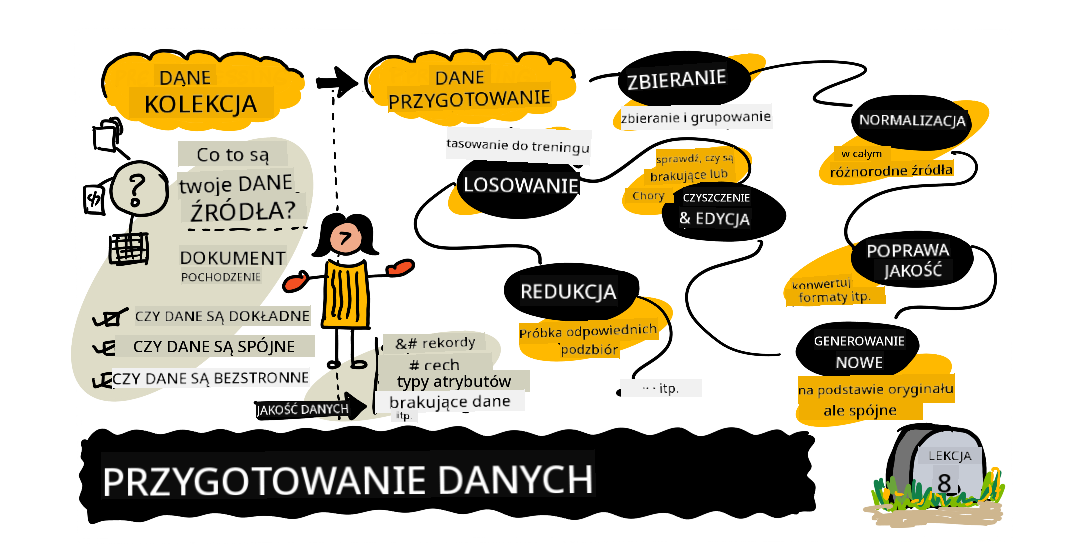 DANE
KOLEKCJA
Co to są
twoje DANE
ŹRÓDŁA?
DOKUMENT
POCHODZENIE
CZY DANE SĄ DOKŁADNE
CZY DANE SĄ SPÓJNE
CZY DANE SĄ BEZSTRONNE
JAKOŚĆ DANYCH
&# rekordy
# cech
typy atrybutów
brakujące dane
itp.
DANE
PRZYGOTOWANIE
ZBIERANIE
zbieranie i grupowanie
NORMALIZACJA
w całym
różnorodne źródła
POPRAWA
JAKOŚĆ
konwertuj
formaty itp.
GENEROWANIE
NOWE
na podstawie oryginału
ale spójne
sprawdź, czy są
brakujące lub
Chory
CZYSZCZENIE
& EDYCJA
tasowanie do treningu
LOSOWANIE
REDUKCJA
Próbka odpowiednich
podzbiór
itp.
PRZYGOTOWANIE DANYCH
LEKCJA
8